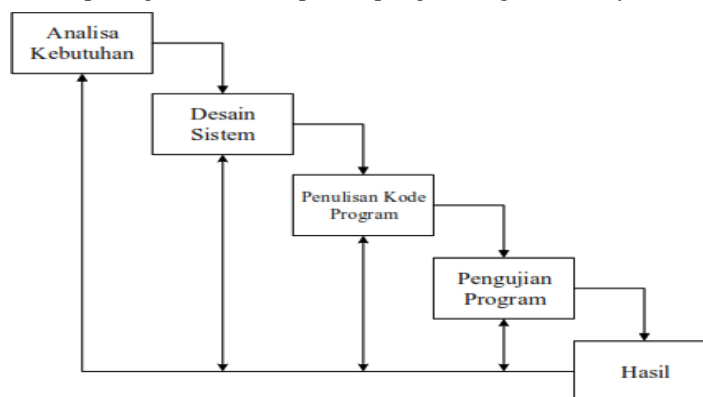 Analisa
Kebutuhan
Desain
Sistem
Penulisan Kode
Program
Pengujian
Program
Hasil